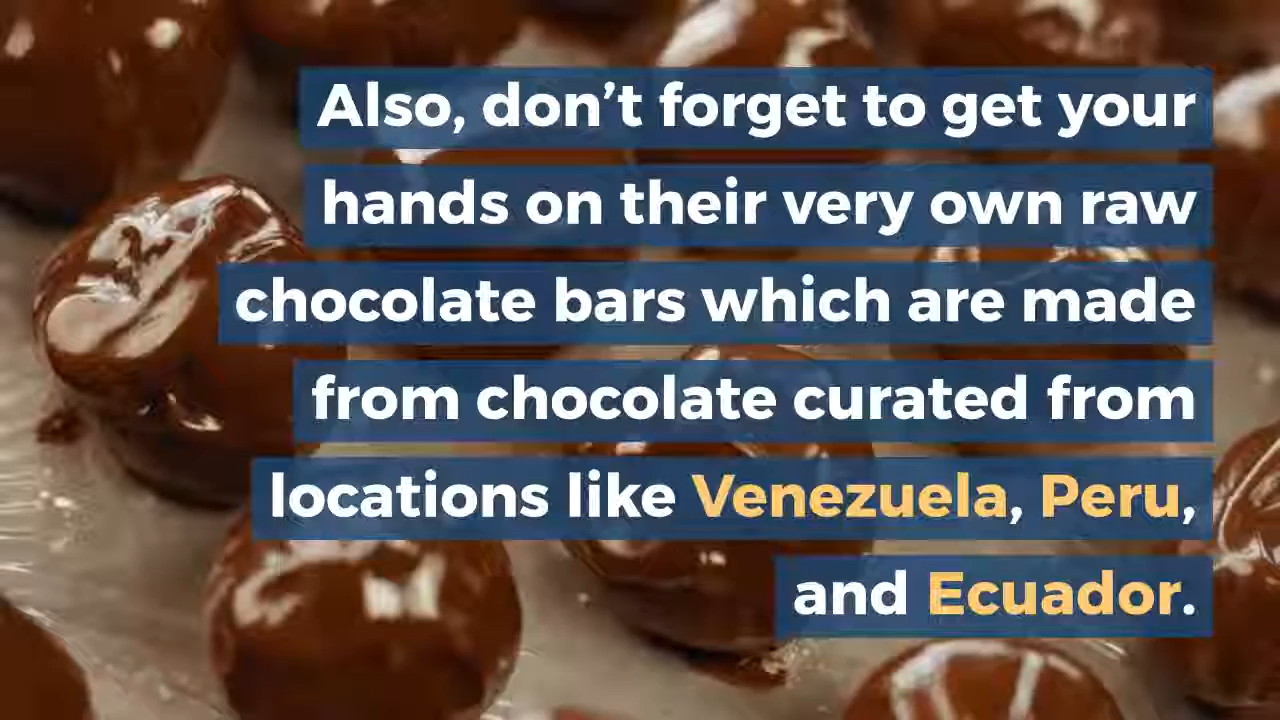 Also, don’t forget to get your
hands on their very own raw
chocolate bars which are made
from chocolate curated from
locations like Venezuela, Peru,
and Ecuador.